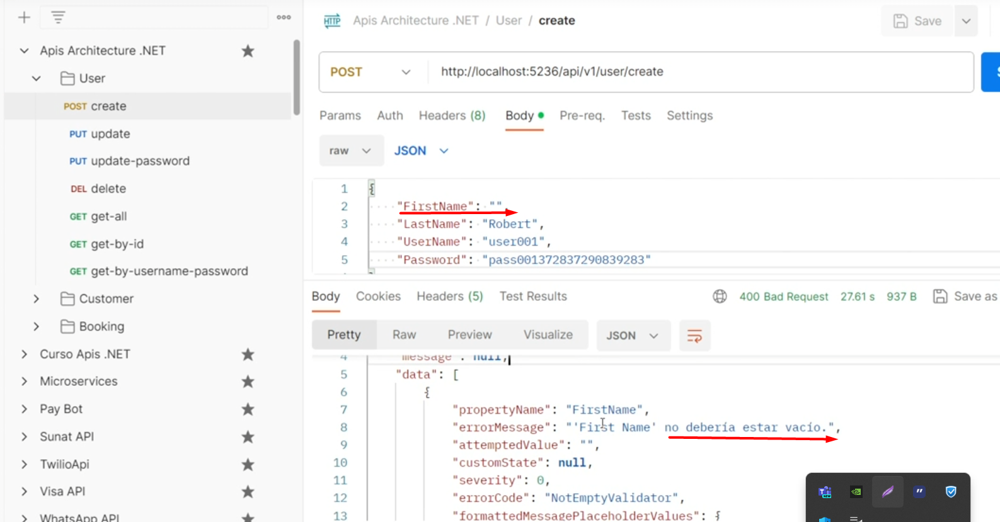 Apis Architecture .NET
User
POST create
PUT update
PUT update-password
DEL delete
GET get-all
GET get-by-id
GET get-by-username-password
Customer
Booking
Curso Apis .NET
Microservices
Pay Bot
Sunat API
TwilioApi
Visa API
WhatsApp API
HTTP Apis Architecture .NET / User / create
Save
POST http://localhost:5236/api/v1/user/create
Params Auth Headers (8) Body Pre-req. Tests Settings
raw JSON
1 {
2 "FirstName": "",
3 "LastName": "Robert",
4 "UserName": "user001",
5 "Password": "pass001372837290839283"
Body Cookies Headers (5) Test Results 400 Bad Request 27.61 s 937 B Save as
Pretty Raw Preview Visualize JSON
4 "message": null,
5 "data": [
6 {
7 "propertyName": "FirstName",
8 "errorMessage": "'First Name' no debería estar vacío.",
9 "attemptedValue": "",
10 "customState": null,
11 "severity": 0,
12 "errorCode": "NotEmptyValidator",
13 "formattedMessagePlaceholderValues": {